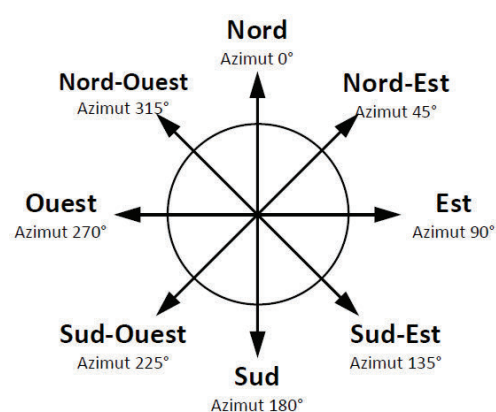 Nord
Azimut 0°
Nord-Ouest
Azimut 315°
Nord-Est
Azimut 45°
Ouest
Azimut 270°
Est
Azimut 90°
Sud-Ouest
Azimut 225°
Sud-Est
Azimut 135°
Sud
Azimut 180°